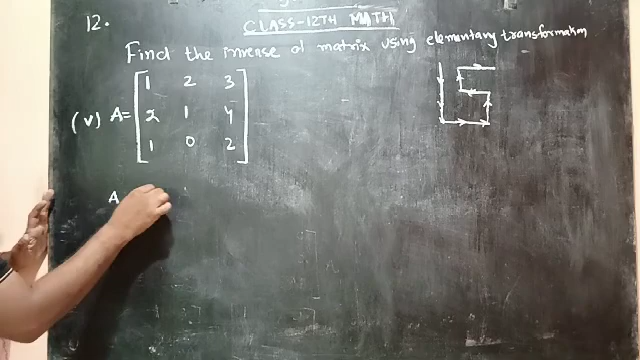 12.
CLASS-12TH MATH
Find the inverse of matrix using elementary transformation
1 2 3
(v) A= 2 1 4
1 0 2
A